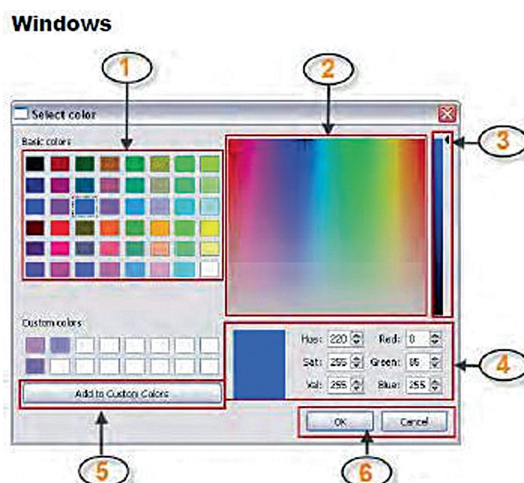 Windows
1
2
Select color
Basic colors
3
Custom colors
Hue: 220 Red: 0
Sat: 255 Green: 85
Val: 255 Blue: 255
4
Add to Custom Colors
OK Cancel
5
6